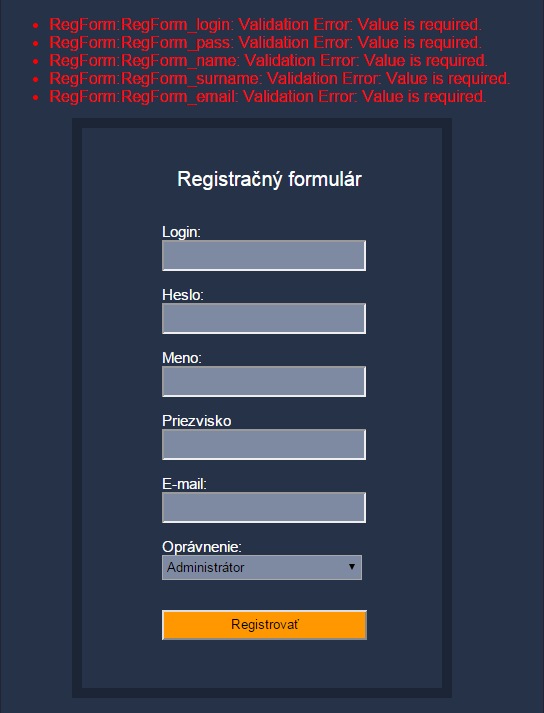 RegForm:RegForm_login: Validation Error: Value is required.
RegForm:RegForm_pass: Validation Error: Value is required.
RegForm:RegForm_name: Validation Error: Value is required.
RegForm:RegForm_surname: Validation Error: Value is required.
RegForm:RegForm_email: Validation Error: Value is required.
Registračný formulár
Login:
Heslo:
Meno:
Priezvisko
E-mail:
Oprávnenie:
Administrátor
Registrovať